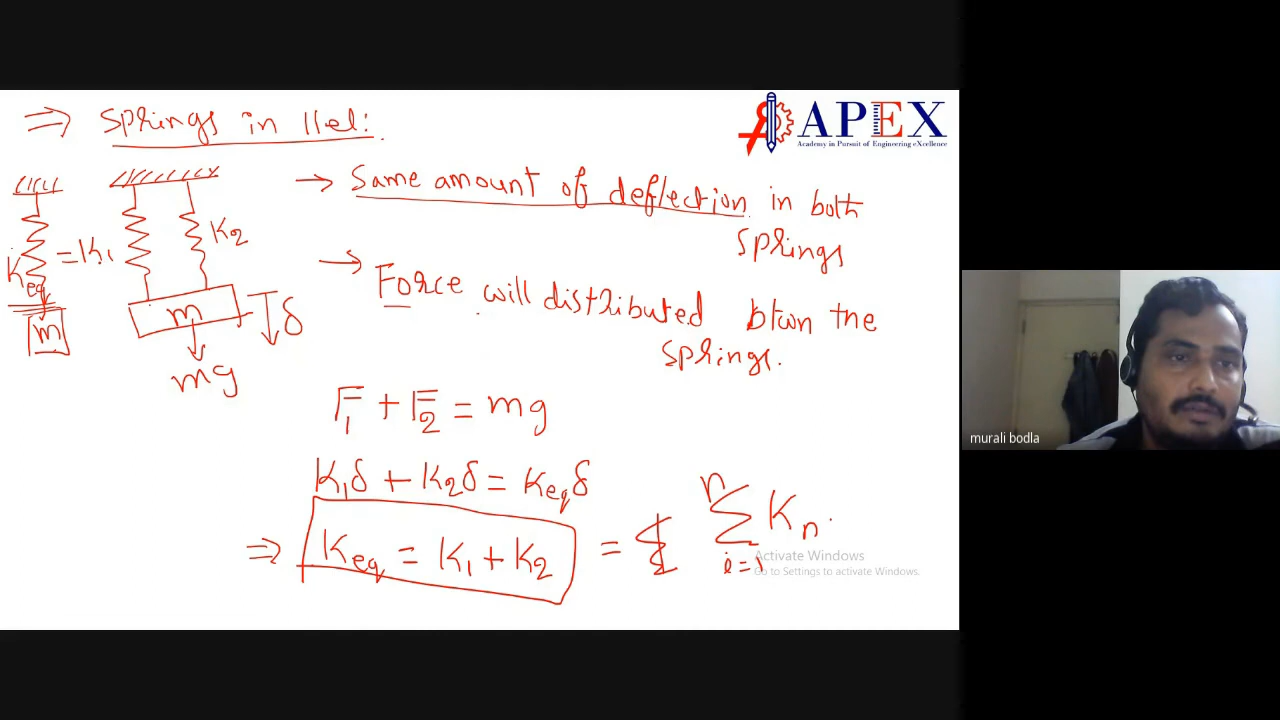 ⇒ Springs in llel:
APEX
Academy in Pursuit of Engineering eXcellence
→ Same amount of deflection in both
springs
K1
K2
Keq
=
m
m
δ
mg
→ Force will distributed btwn the
springs.
F1 + F2 = mg
K1δ + K2δ = Keqδ
⇒ Keq = K1 + K2 = n Σ i=1 Kn
Activate Windows
Go to Settings to activate Windows.
murali bodla